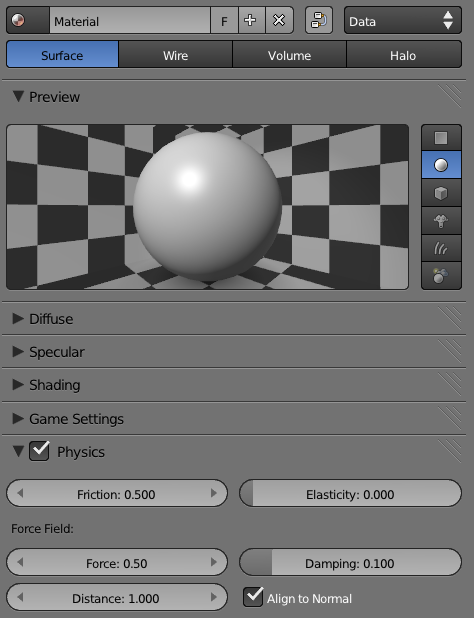 Material F Data
Surface Wire Volume Halo
Preview
Diffuse
Specular
Shading
Game Settings
Physics
Friction: 0.500 Elasticity: 0.000
Force Field:
Force: 0.50 Damping: 0.100
Distance: 1.000 Align to Normal